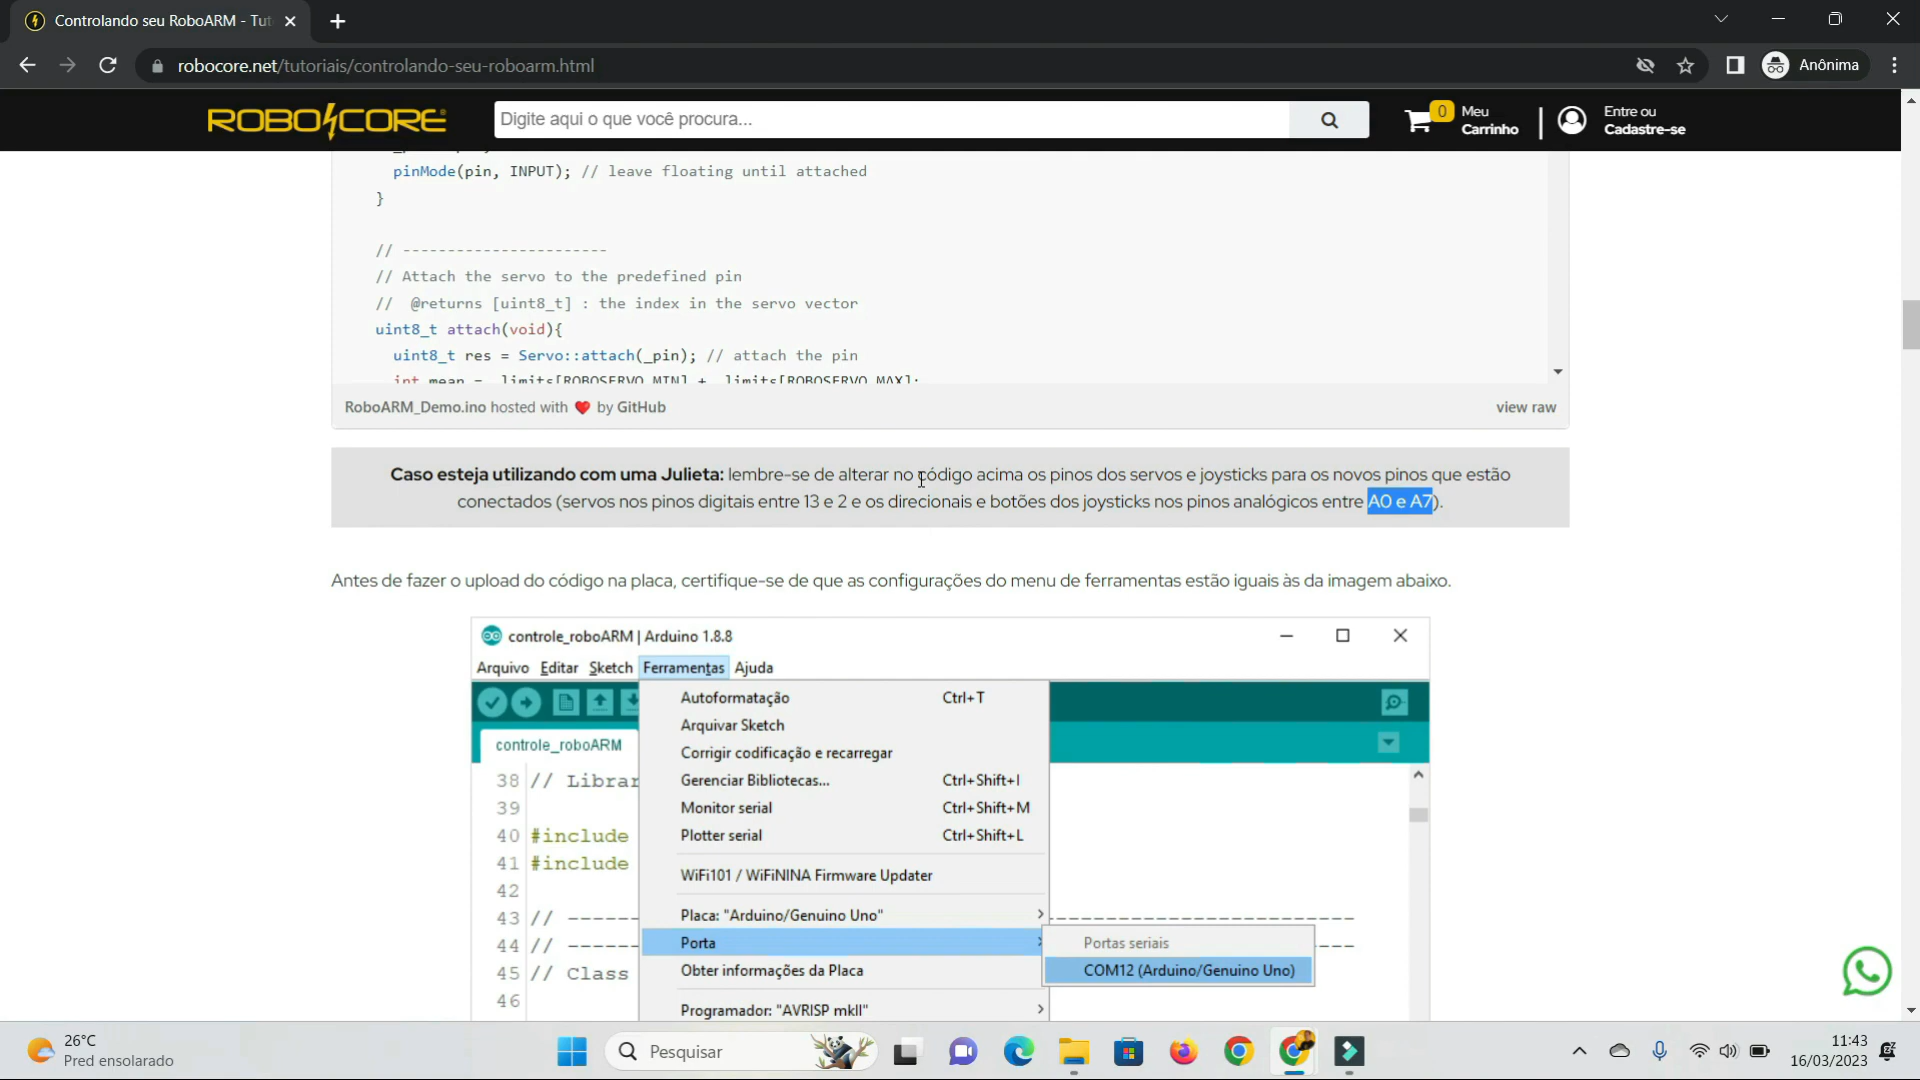 Controlando seu RoboARM - Tut
robocore.net/tutoriais/controlando-seu-roboarm.html
Anônima
ROBOCORE
Digite aqui o que você procura...
0
Meu
Carrinho
Entre ou
Cadastre-se
pinMode(pin, INPUT); // leave floating until attached
}
// -----------------------
// Attach the servo to the predefined pin
// @returns [uint8_t] : the index in the servo vector
uint8_t attach(void){
uint8_t res = Servo::attach(_pin); // attach the pin
int mean = _limits[ROBOSERVO_MIN] + _limits[ROBOSERVO_MAX];
RoboARM_Demo.ino hosted with ❤ by GitHub
view raw
Caso esteja utilizando com uma Julieta: lembre-se de alterar no código acima os pinos dos servos e joysticks para os novos pinos que estão
conectados (servos nos pinos digitais entre 13 e 2 e os direcionais e botões dos joysticks nos pinos analógicos entre A0 e A7).
Antes de fazer o upload do código na placa, certifique-se de que as configurações do menu de ferramentas estão iguais às da imagem abaixo.
controle_roboARM | Arduino 1.8.8
Arquivo Editar Sketch Ferramentas Ajuda
controle_roboARM
Autoformatação Ctrl+T
Arquivar Sketch
Corrigir codificação e recarregar
Gerenciar Bibliotecas... Ctrl+Shift+I
Monitor serial Ctrl+Shift+M
Plotter serial Ctrl+Shift+L
WiFi101 / WiFiNINA Firmware Updater
Placa: "Arduino/Genuino Uno"
Porta
Obter informações da Placa
Programador: "AVRISP mkII"
Portas seriais
COM12 (Arduino/Genuino Uno)
38 // Librar
39
40 #include
41 #include
42
43 // ------
44 // ------
45 // Class
46
26°C
Pred ensolarado
Pesquisar
11:43
16/03/2023